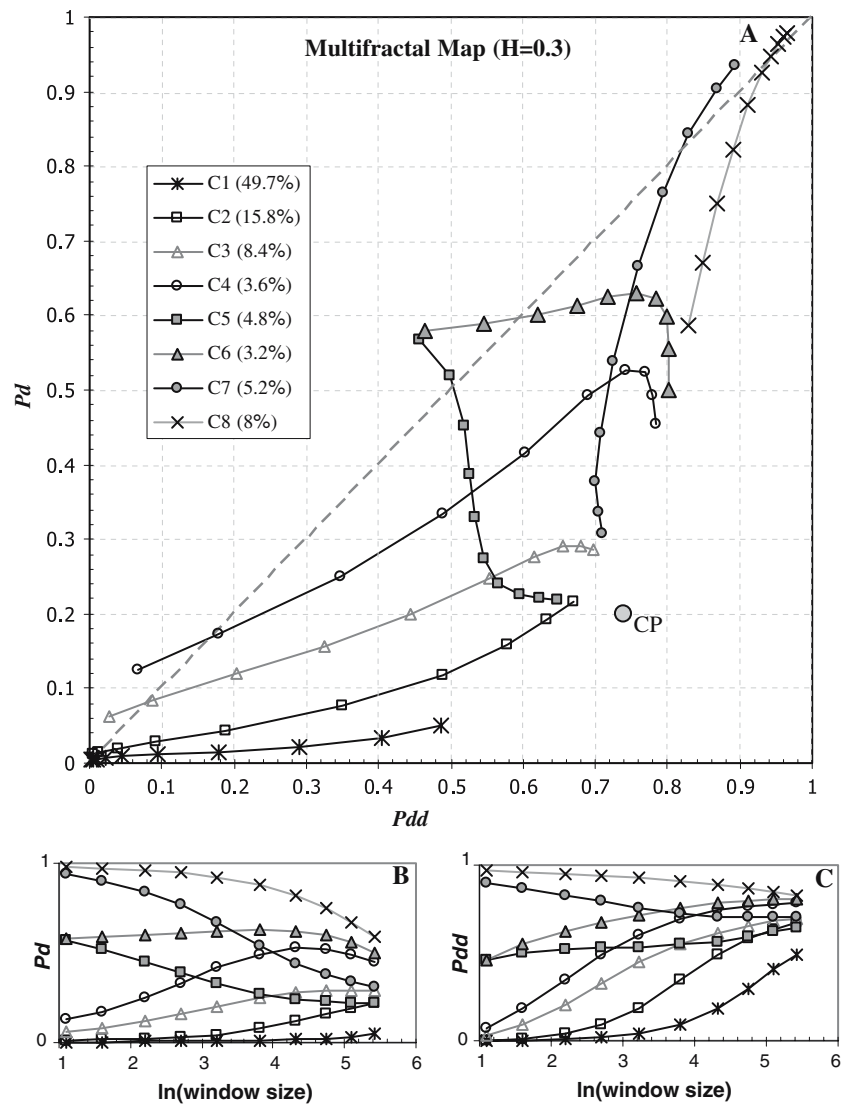 A
Multifractal Map (H=0.3)
1
0.9
0.8
0.7
0.6
0.5
0.4
0.3
0.2
0.1
0
Pd
C1 (49.7%)
C2 (15.8%)
C3 (8.4%)
C4 (3.6%)
C5 (4.8%)
C6 (3.2%)
C7 (5.2%)
C8 (8%)
CP
0 0.1 0.2 0.3 0.4 0.5 0.6 0.7 0.8 0.9 1
Pdd
B
1
0
Pd
1 2 3 4 5 6
ln(window size)
C
1
0
Pdd
1 2 3 4 5 6
ln(window size)